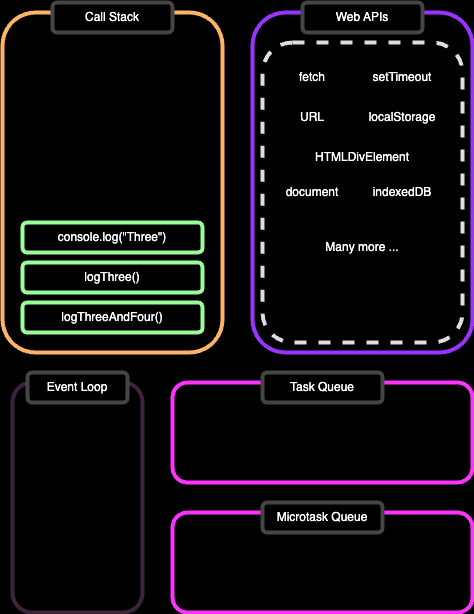 Call Stack
console.log("Three")
logThree()
logThreeAndFour()
Web APIs
fetch setTimeout
URL localStorage
HTMLDivElement
document indexedDB
Many more ...
Event Loop
Task Queue
Microtask Queue